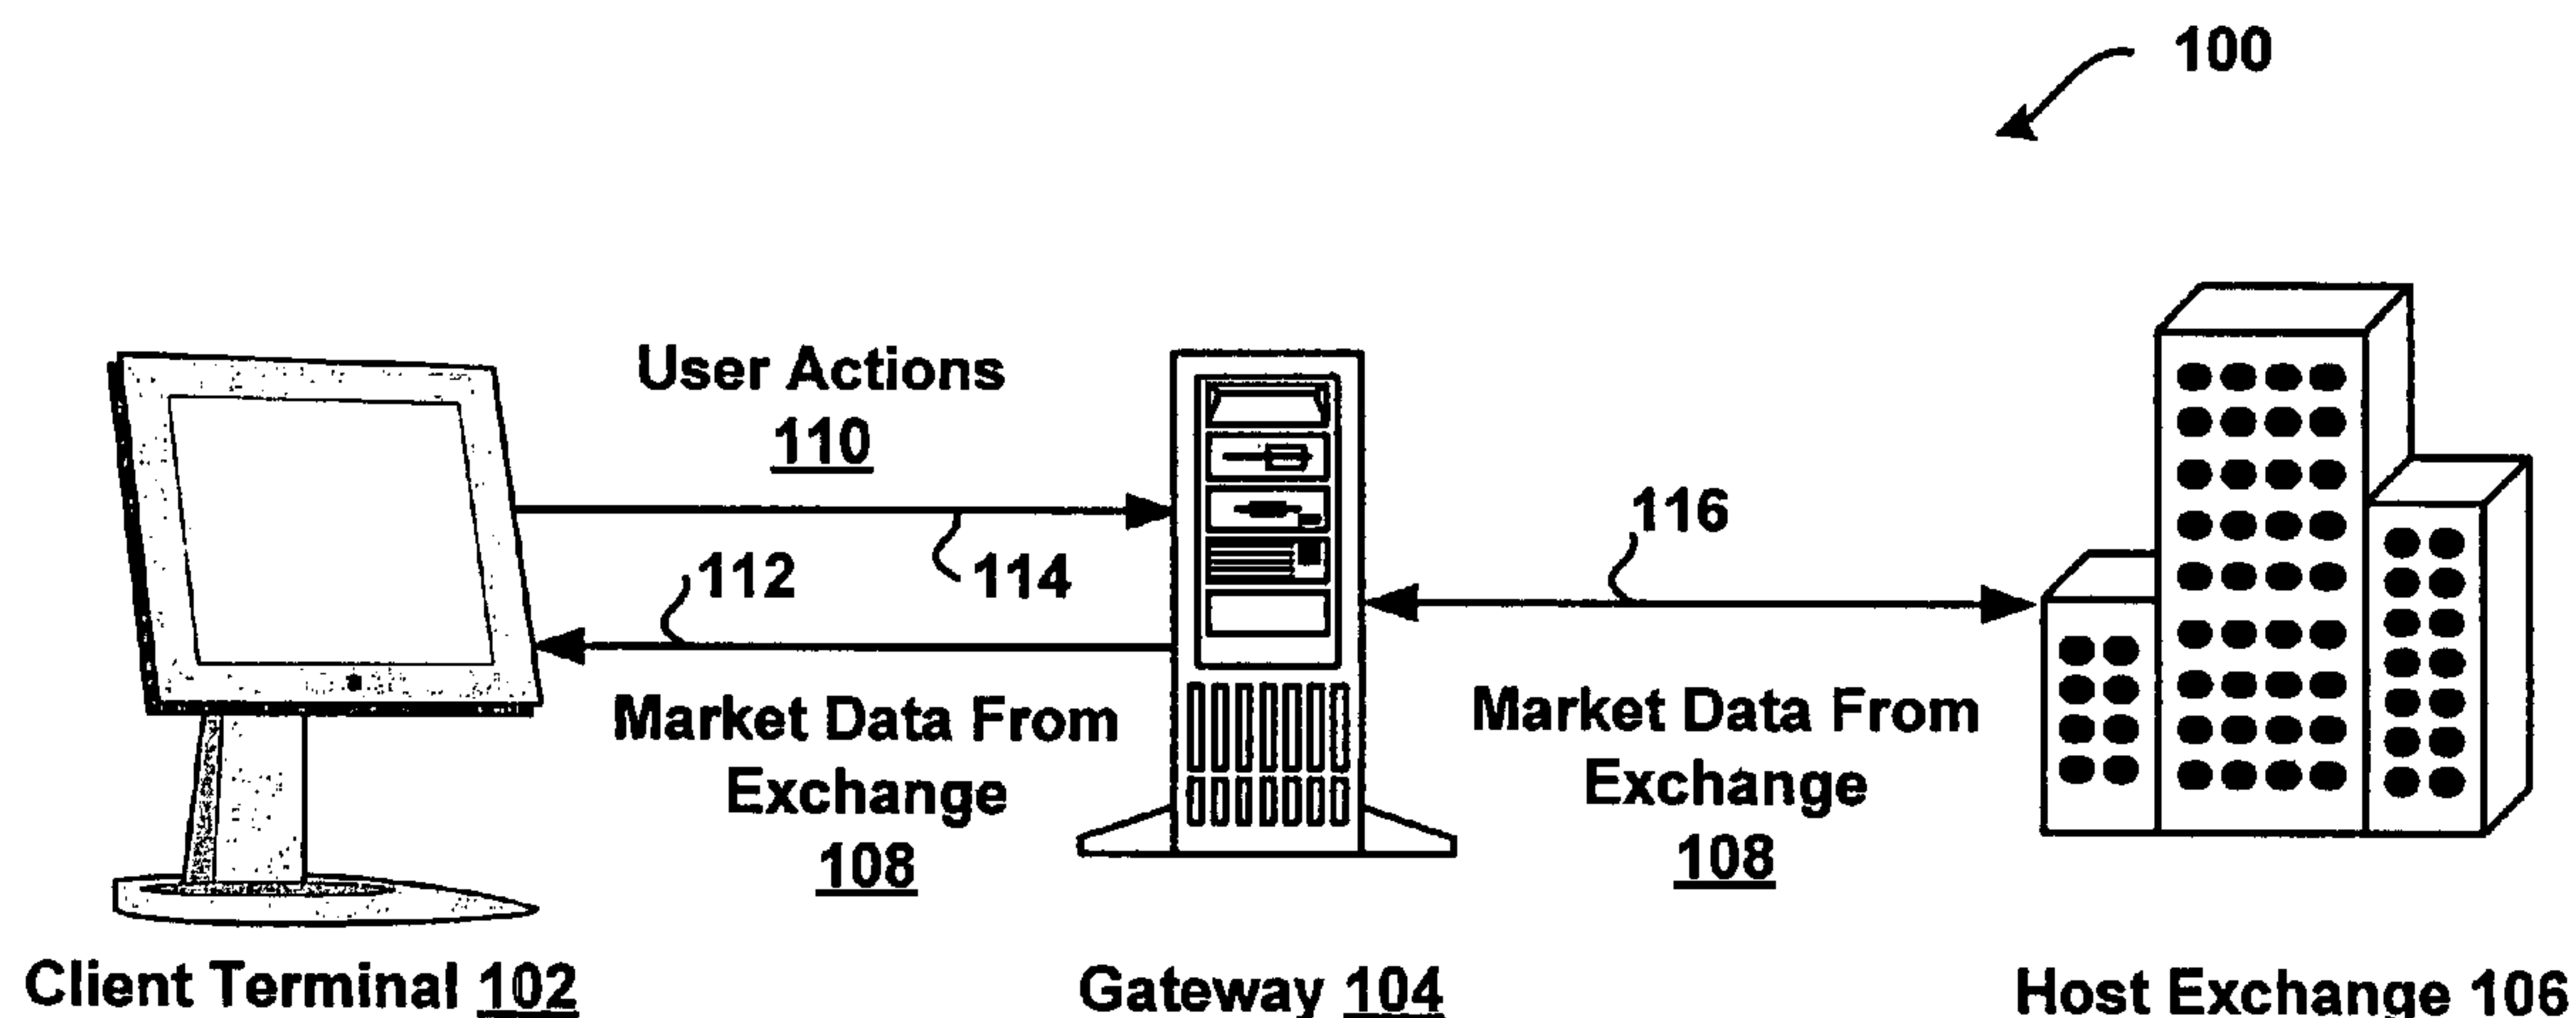 100
User Actions
110
114
112
116
Market Data From
Exchange
108
Market Data From
Exchange
108
Client Terminal 102
Gateway 104
Host Exchange 106